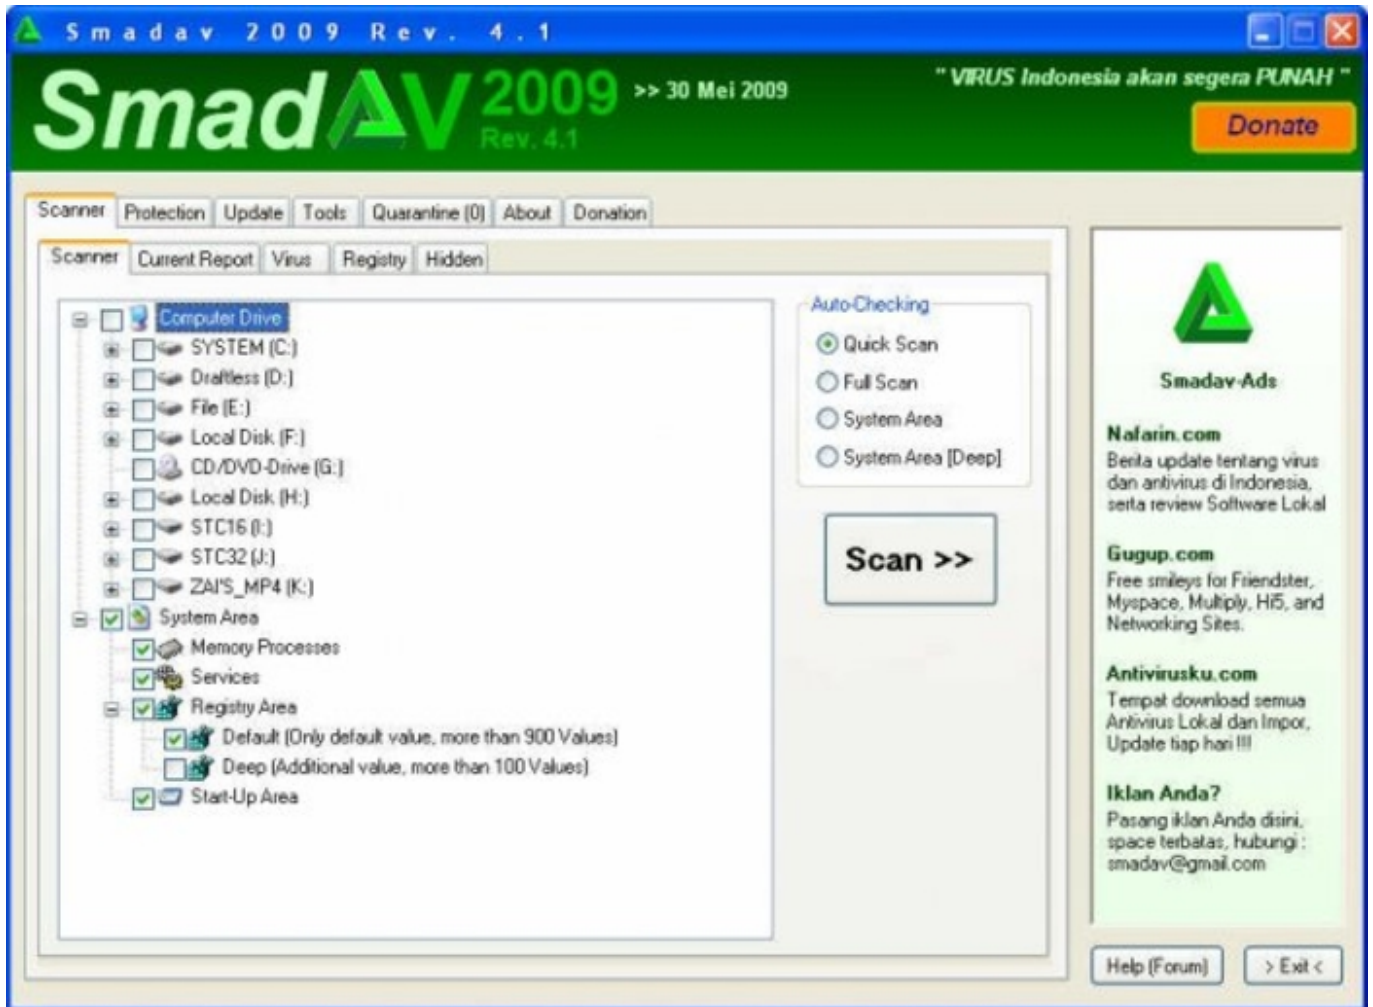 Smadav 2009 Rev. 4.1
SmadAV 2009 >> 30 Mei 2009
Rev. 4.1
" VIRUS Indonesia akan segera PUNAH "
Donate
Scanner Protection Update Tools Quarantine (0) About Donation
Scanner Current Report Virus Registry Hidden
Computer Drive
SYSTEM (C:)
Draftless (D:)
File (E:)
Local Disk (F:)
CD/DVD-Drive (G:)
Local Disk (H:)
STC16 (I:)
STC32 (J:)
ZAI'S_MP4 (K:)
System Area
Memory Processes
Services
Registry Area
Default (Only default value, more than 900 Values)
Deep (Additional value, more than 100 Values)
Start-Up Area
Auto-Checking
Quick Scan
Full Scan
System Area
System Area [Deep]
Scan >>
Smadav-Ads
Nafarin.com
Berita update tentang virus
dan antivirus di Indonesia,
serta review Software Lokal
Gugup.com
Free smileys for Friendster,
Myspace, Multiply, Hi5, and
Networking Sites.
Antivirusku.com
Tempat download semua
Antivirus Lokal dan Impor,
Update tiap hari !!!
Iklan Anda?
Pasang iklan Anda disini,
space terbatas, hubungi :
smadav@gmail.com
Help (Forum) > Exit <